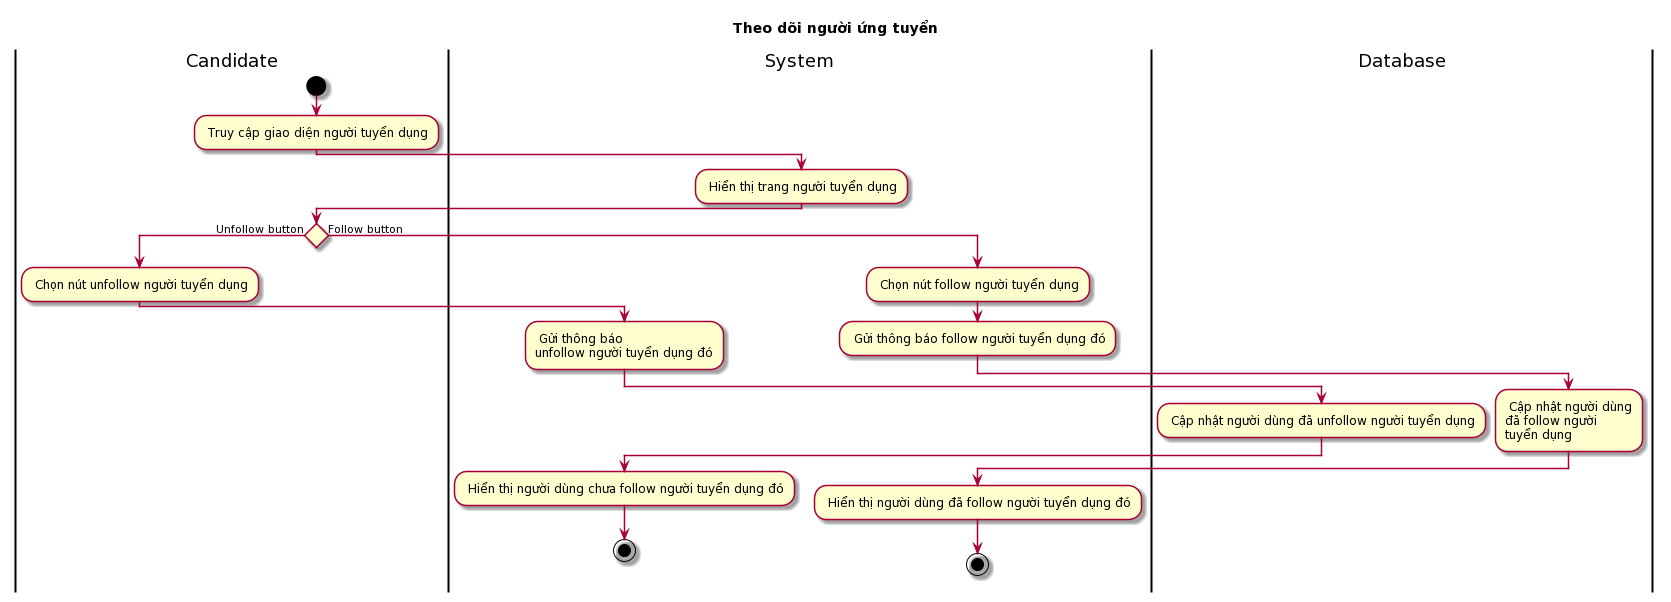 Theo dõi người ứng tuyển
Candidate
System
Database
Truy cập giao diện người tuyển dụng
Hiển thị trang người tuyển dụng
Unfollow button
Follow button
Chọn nút unfollow người tuyển dụng
Chọn nút follow người tuyển dụng
Gửi thông báo
unfollow người tuyển dụng đó
Gửi thông báo follow người tuyển dụng đó
Cập nhật người dùng đã unfollow người tuyển dụng
Cập nhật người dùng
đã follow người
tuyển dụng
Hiển thị người dùng chưa follow người tuyển dụng đó
Hiển thị người dùng đã follow người tuyển dụng đó